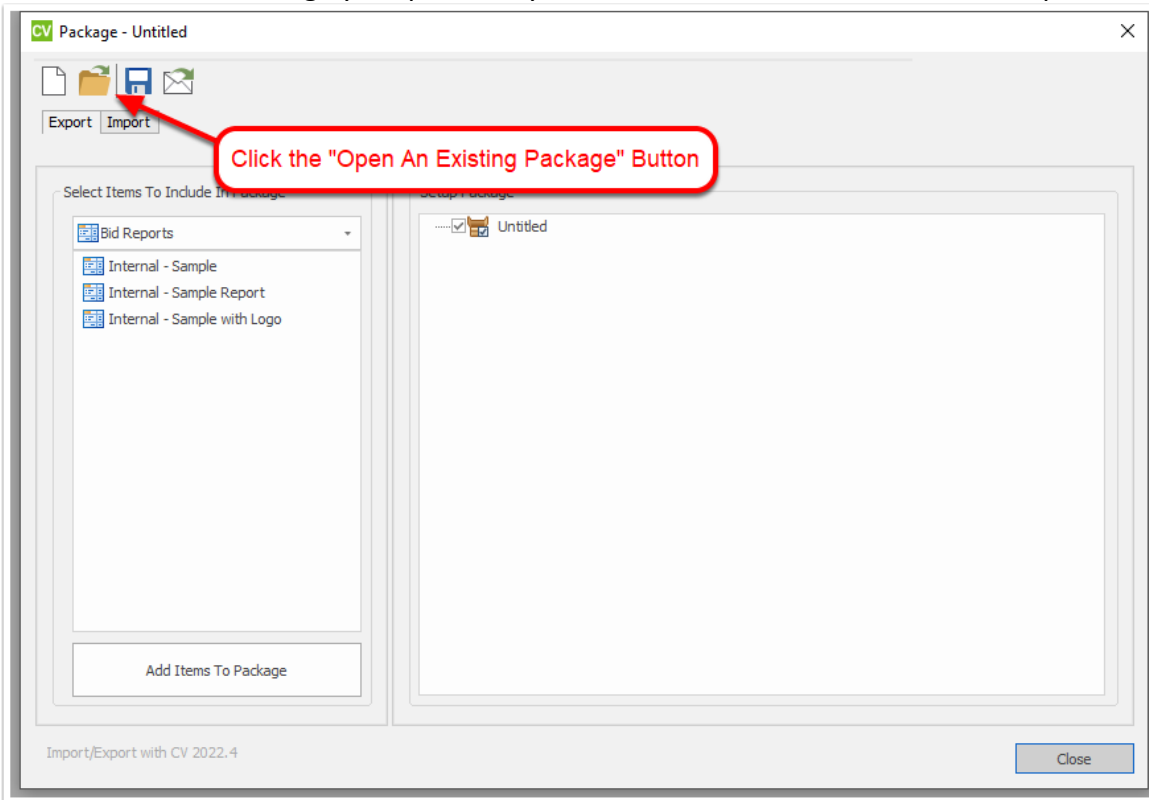 CV Package - Untitled
Export Import
Click the "Open An Existing Package" Button
Select Items To Include In Package
Setup Package
Bid Reports
Untitled
Internal - Sample
Internal - Sample Report
Internal - Sample with Logo
Add Items To Package
Import/Export with CV 2022.4
Close